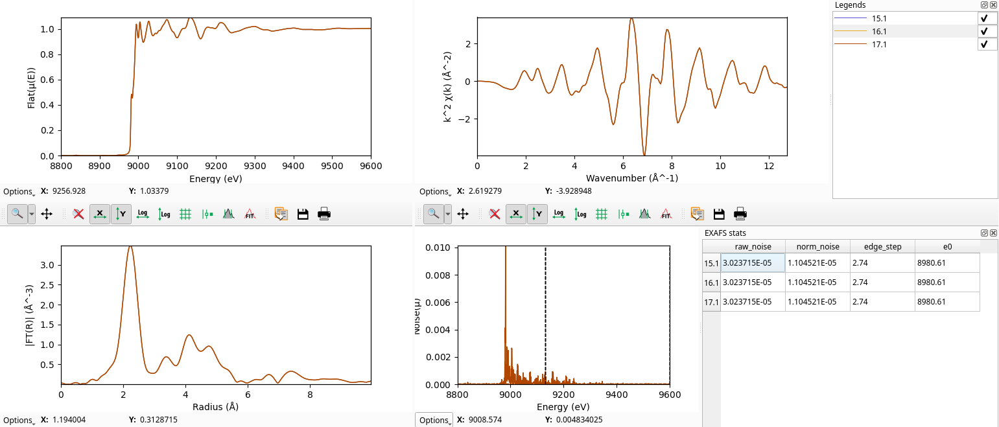 Legends
15.1
16.1
17.1
1.0
0.8
0.6
0.4
0.2
0.0
Flat(μ(E))
8800 8900 9000 9100 9200 9300 9400 9500 9600
Energy (eV)
Options X: 9256.928 Y: 1.03379
2
0
−2
k^2 χ(k) (Å^-2)
0 2 4 6 8 10 12
Wavenumber (Å^-1)
Options X: 2.619279 Y: -3.928948
X Y Log Log FIT
X Y Log Log FIT
3.0
2.5
2.0
1.5
1.0
0.5
|FT(R)| (Å^-3)
0 2 4 6 8
Radius (Å)
Options X: 1.194004 Y: 0.3128715
0.010
0.008
0.006
0.004
0.002
0.000
Noise(μ)
8800 9000 9200 9400 9600
Energy (eV)
Options X: 9008.574 Y: 0.004834025
EXAFS stats
raw_noise norm_noise edge_step e0
15.1 3.023715E-05 1.104521E-05 2.74 8980.61
16.1 3.023715E-05 1.104521E-05 2.74 8980.61
17.1 3.023715E-05 1.104521E-05 2.74 8980.61